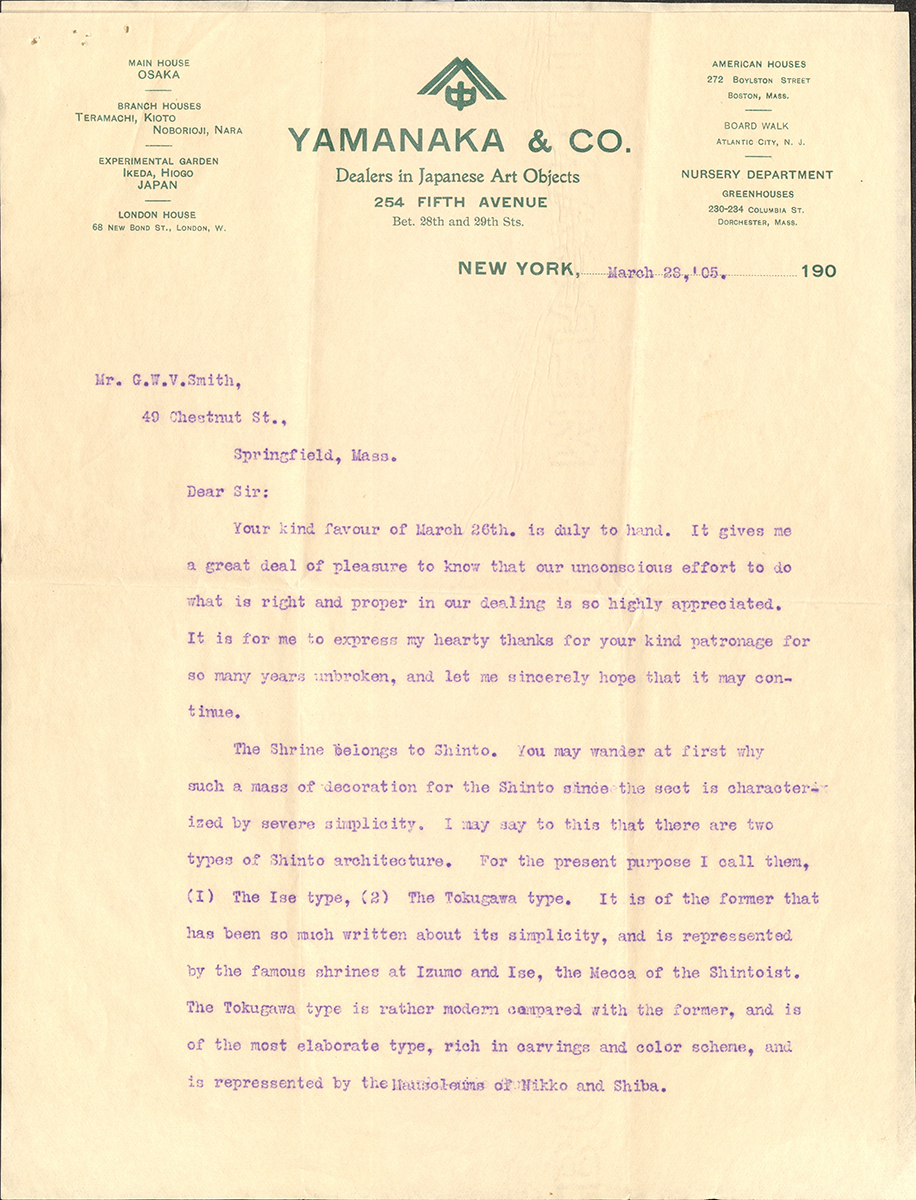 MAIN HOUSE
OSAKA
BRANCH HOUSES
TERAMACHI, KIOTO
NOBORIOJI, NARA
EXPERIMENTAL GARDEN
IKEDA, HIOGO
JAPAN
LONDON HOUSE
68 NEW BOND ST., LONDON, W.
YAMANAKA & CO.
Dealers in Japanese Art Objects
254 FIFTH AVENUE
Bet. 28th and 29th Sts.
AMERICAN HOUSES
272 BOYLSTON STREET
BOSTON, MASS.
BOARD WALK
ATLANTIC CITY, N. J.
NURSERY DEPARTMENT
GREENHOUSES
230-234 COLUMBIA ST.
DORCHESTER, MASS.
NEW YORK, March 28, '05. 190
Mr. G.W.V.Smith,
49 Chestnut St.,
Springfield, Mass.
Dear Sir:
Your kind favour of March 26th. is duly to hand. It gives me
a great deal of pleasure to know that our unconscious effort to do
what is right and proper in our dealing is so highly appreciated.
It is for me to express my hearty thanks for your kind patronage for
so many years unbroken, and let me sincerely hope that it may con-
tinue.
The Shrine belongs to Shinto. You may wander at first why
such a mass of decoration for the Shinto since the sect is character-
ized by severe simplicity. I may say to this that there are two
types of Shinto architecture. For the present purpose I call them,
(1) The Ise type, (2) The Tokugawa type. It is of the former that
has been so much written about its simplicity, and is repressented
by the famous shrines at Izumo and Ise, the Mecca of the Shintoist.
The Tokugawa type is rather modern compared with the former, and is
of the most elaborate type, rich in carvings and color scheme, and
is repressented by the Mausoleums of Nikko and Shiba.